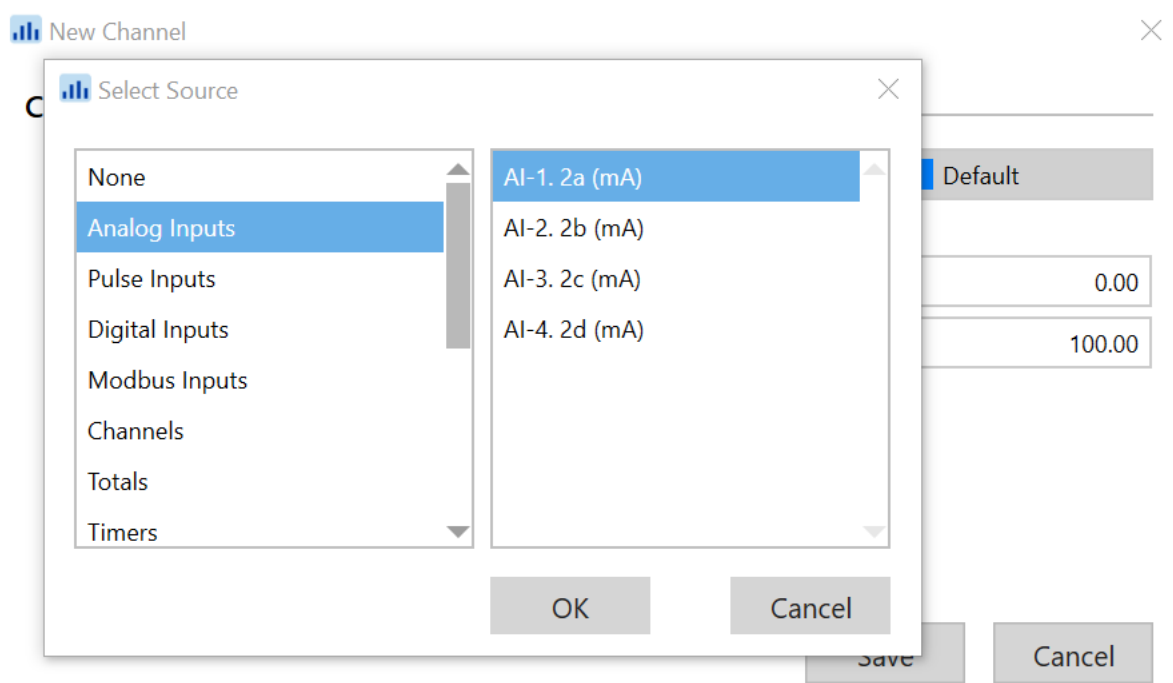 New Channel
Select Source
C
None
Analog Inputs
Pulse Inputs
Digital Inputs
Modbus Inputs
Channels
Totals
Timers
AI-1. 2a (mA)
AI-2. 2b (mA)
AI-3. 2c (mA)
AI-4. 2d (mA)
Default
0.00
100.00
OK
Cancel
Save
Cancel